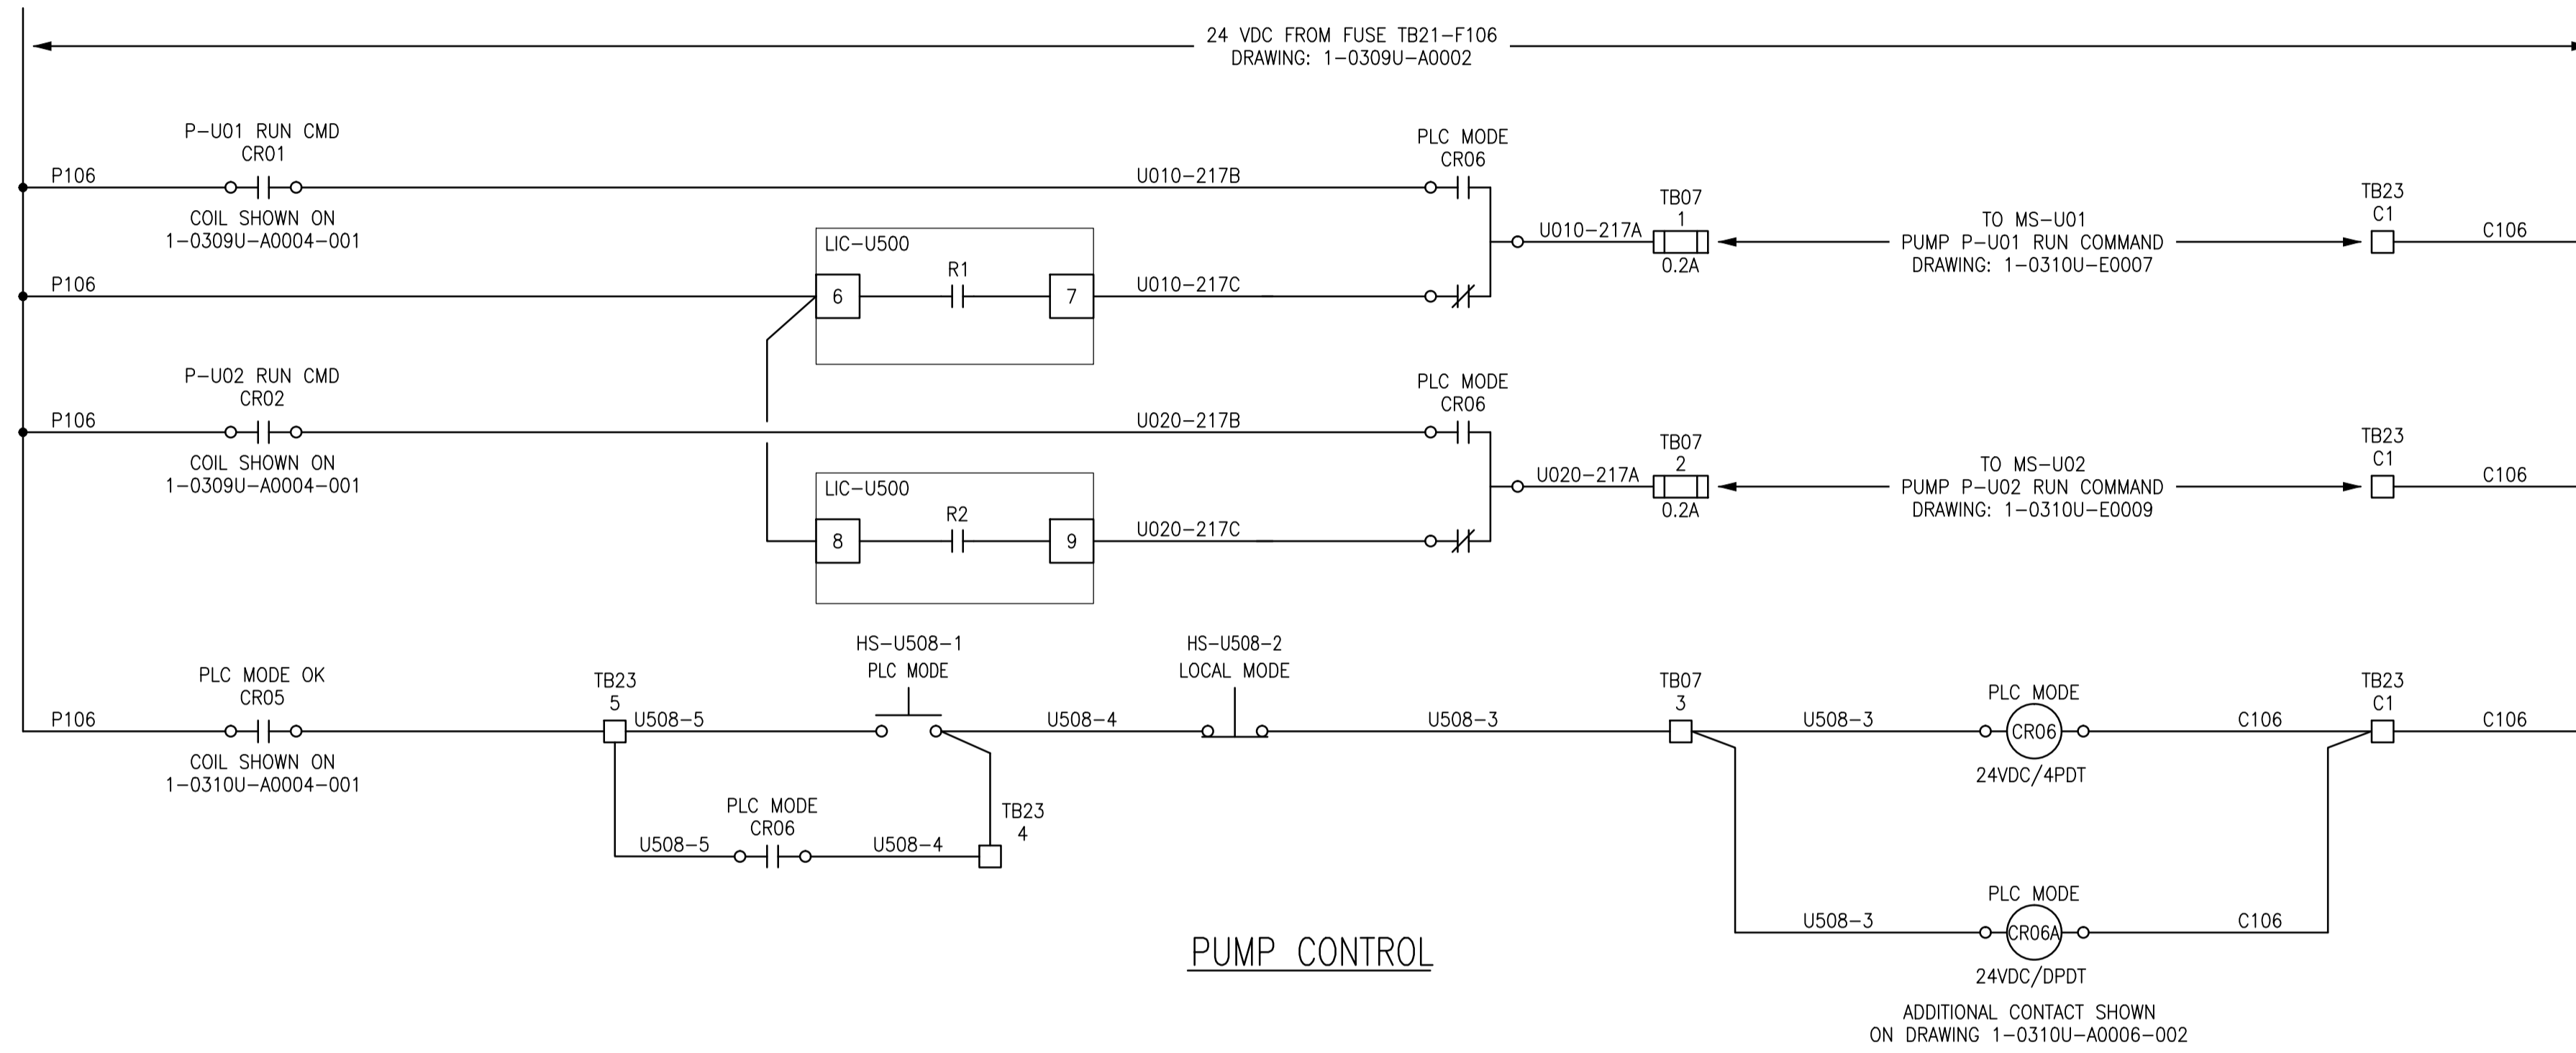 24 VDC FROM FUSE TB21-F106
DRAWING: 1-0309U-A0002
P-U01 RUN CMD
CR01
P106
COIL SHOWN ON
1-0309U-A0004-001
U010-217B
PLC MODE
CR06
P106
LIC-U500
6
R1
7
U010-217C
U010-217A
TB07
1
0.2A
TO MS-U01
PUMP P-U01 RUN COMMAND
DRAWING: 1-0310U-E0007
TB23
C1
C106
P-U02 RUN CMD
CR02
P106
COIL SHOWN ON
1-0309U-A0004-001
U020-217B
PLC MODE
CR06
LIC-U500
8
R2
9
U020-217C
U020-217A
TB07
2
0.2A
TO MS-U02
PUMP P-U02 RUN COMMAND
DRAWING: 1-0310U-E0009
TB23
C1
C106
PLC MODE OK
CR05
P106
COIL SHOWN ON
1-0310U-A0004-001
TB23
5
U508-5
HS-U508-1
PLC MODE
U508-4
HS-U508-2
LOCAL MODE
U508-3
TB07
3
U508-3
PLC MODE
CR06
24VDC/4PDT
C106
TB23
C1
C106
U508-5
PLC MODE
CR06
U508-4
TB23
4
U508-3
PLC MODE
CR06A
24VDC/DPDT
C106
ADDITIONAL CONTACT SHOWN
ON DRAWING 1-0310U-A0006-002
PUMP CONTROL